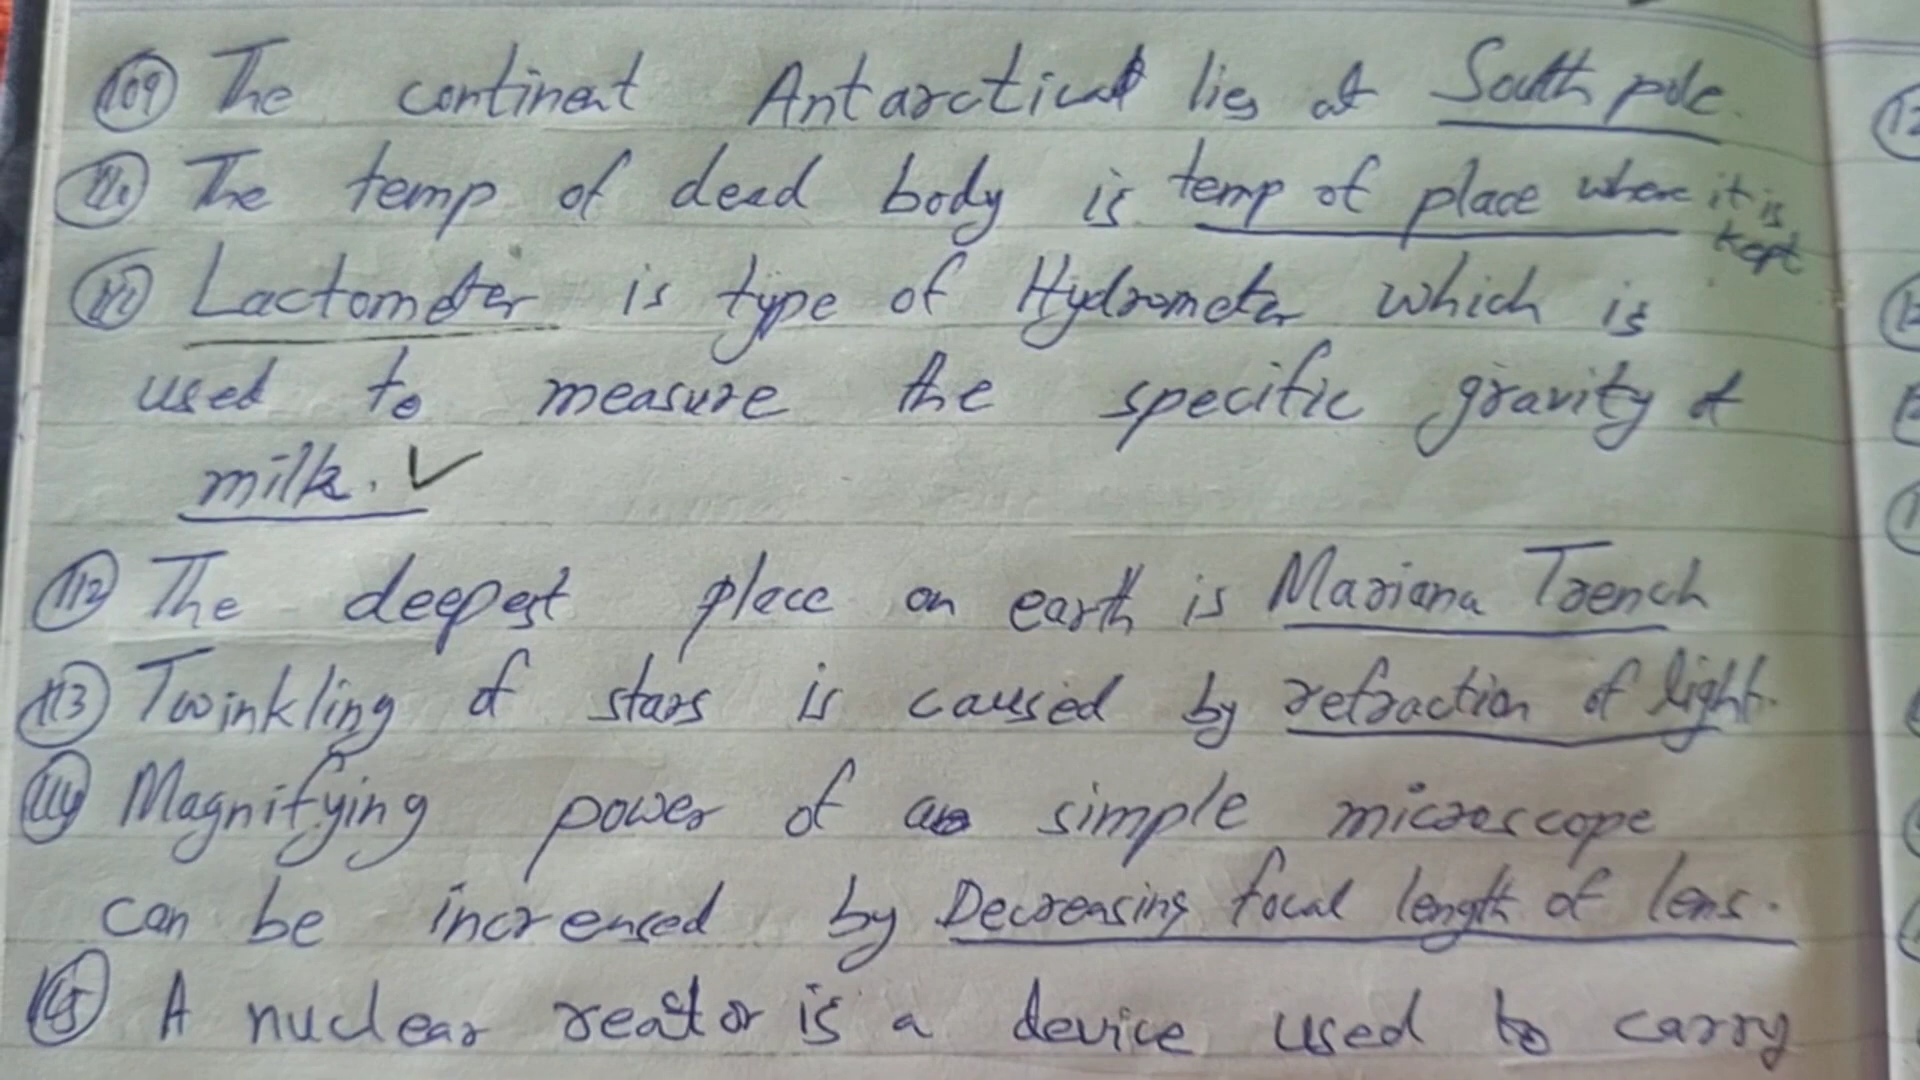 109 The continent Antarctica lies at South pole.
110 The temp of dead body is temp of place where it is
kept
111 Lactometer is type of Hydrometer which is
used to measure the specific gravity of
milk.
112 The deepest place on earth is Mariana Trench
113 Twinkling of stars is caused by refraction of light.
114 Magnifying power of a simple microscope
can be increased by Decreasing focal length of lens.
115 A nuclear reactor is a device used to carry